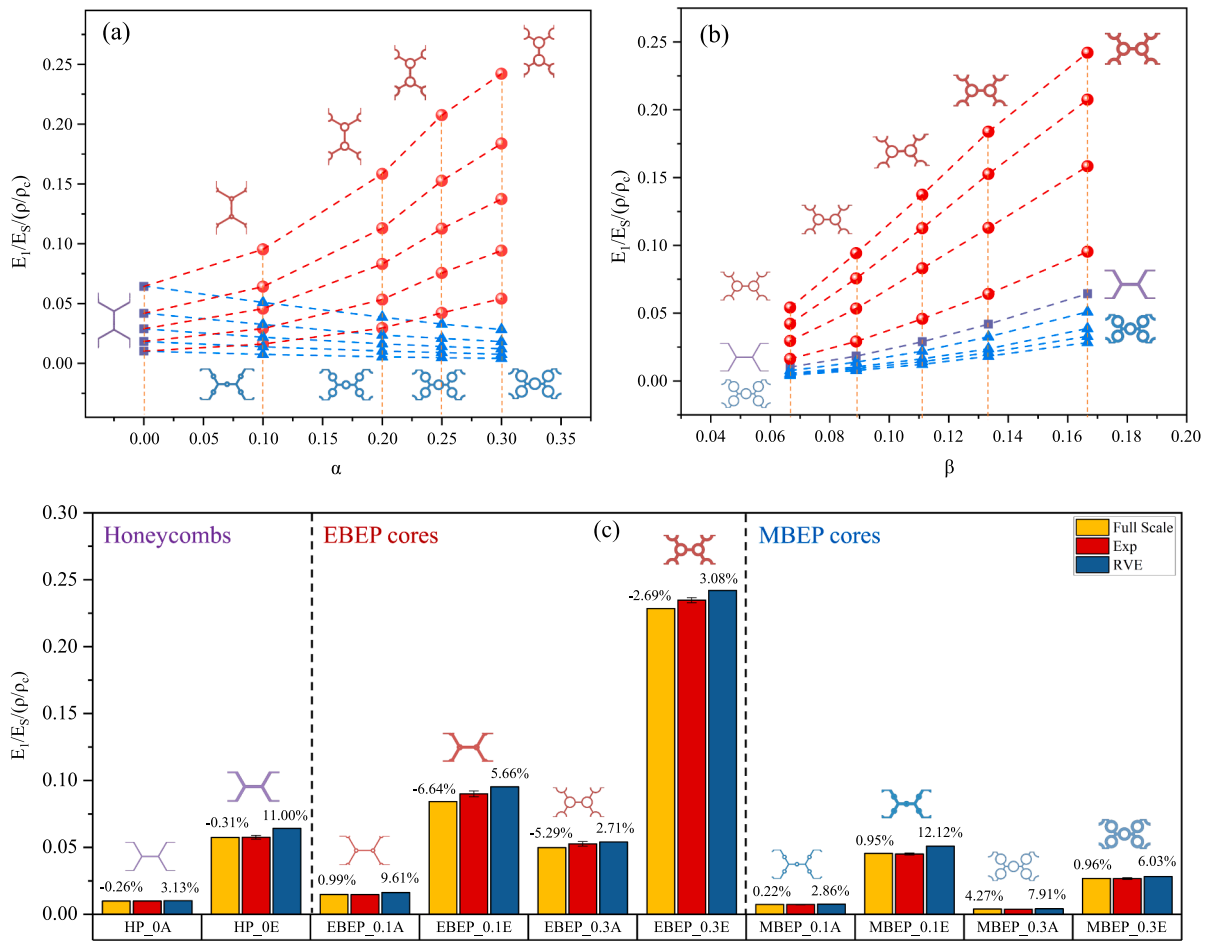 (a)
0.25
0.20
0.15
0.10
0.05
0.00
E₁/E_S/(ρ/ρ_c)
0.00 0.05 0.10 0.15 0.20 0.25 0.30 0.35
α
(b)
0.25
0.20
0.15
0.10
0.05
0.00
E₁/E_S/(ρ/ρ_c)
0.04 0.06 0.08 0.10 0.12 0.14 0.16 0.18 0.20
β
0.30
0.25
0.20
0.15
0.10
0.05
0.00
E₁/E_S/(ρ/ρ_c)
Honeycombs EBEP cores (c) MBEP cores
Full Scale
Exp
RVE
-0.26% 3.13%
-0.31% 11.00%
0.99% 9.61%
-6.64% 5.66%
-5.29% 2.71%
-2.69% 3.08%
0.22% 2.86%
0.95% 12.12%
4.27% 7.91%
0.96% 6.03%
HP_0A HP_0E EBEP_0.1A EBEP_0.1E EBEP_0.3A EBEP_0.3E MBEP_0.1A MBEP_0.1E MBEP_0.3A MBEP_0.3E